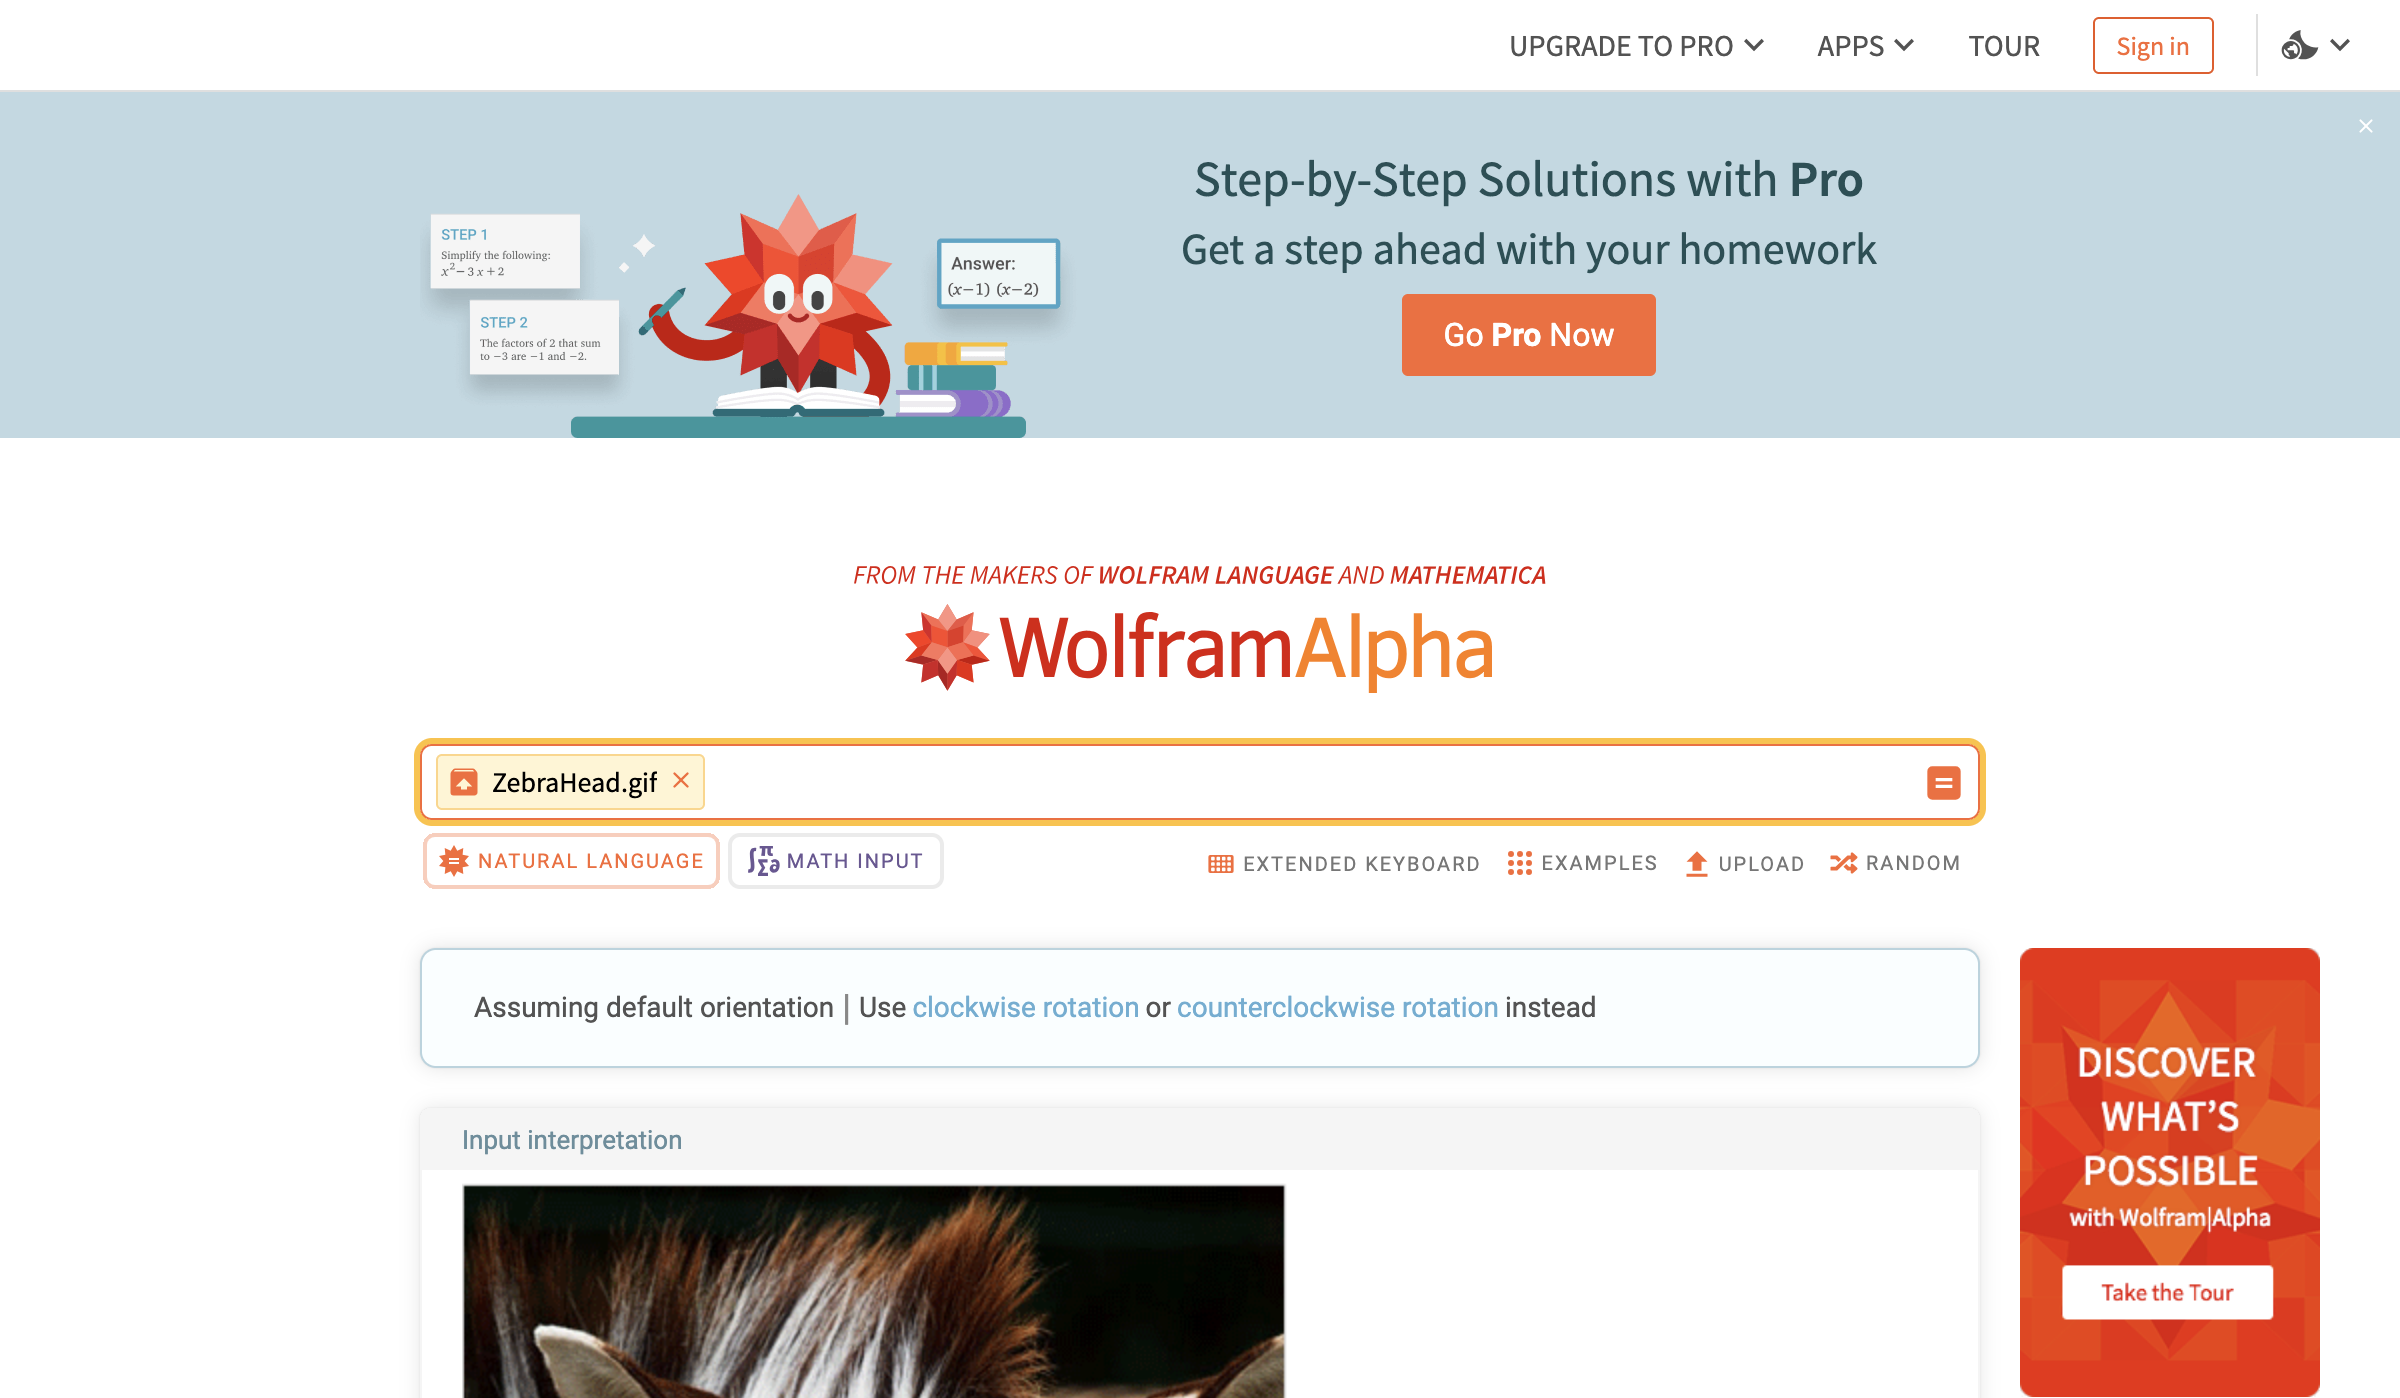 UPGRADE TO PRO
APPS
TOUR
Sign in
Step-by-Step Solutions with Pro
Get a step ahead with your homework
Go Pro Now
STEP 1
Simplify the following:
x² − 3 x + 2
STEP 2
The factors of 2 that sum
to −3 are −1 and −2.
Answer:
(x−1) (x−2)
FROM THE MAKERS OF WOLFRAM LANGUAGE AND MATHEMATICA
WolframAlpha
ZebraHead.gif
NATURAL LANGUAGE
MATH INPUT
EXTENDED KEYBOARD
EXAMPLES
UPLOAD
RANDOM
Assuming default orientation | Use clockwise rotation or counterclockwise rotation instead
Input interpretation
DISCOVER
WHAT'S
POSSIBLE
with Wolfram|Alpha
Take the Tour